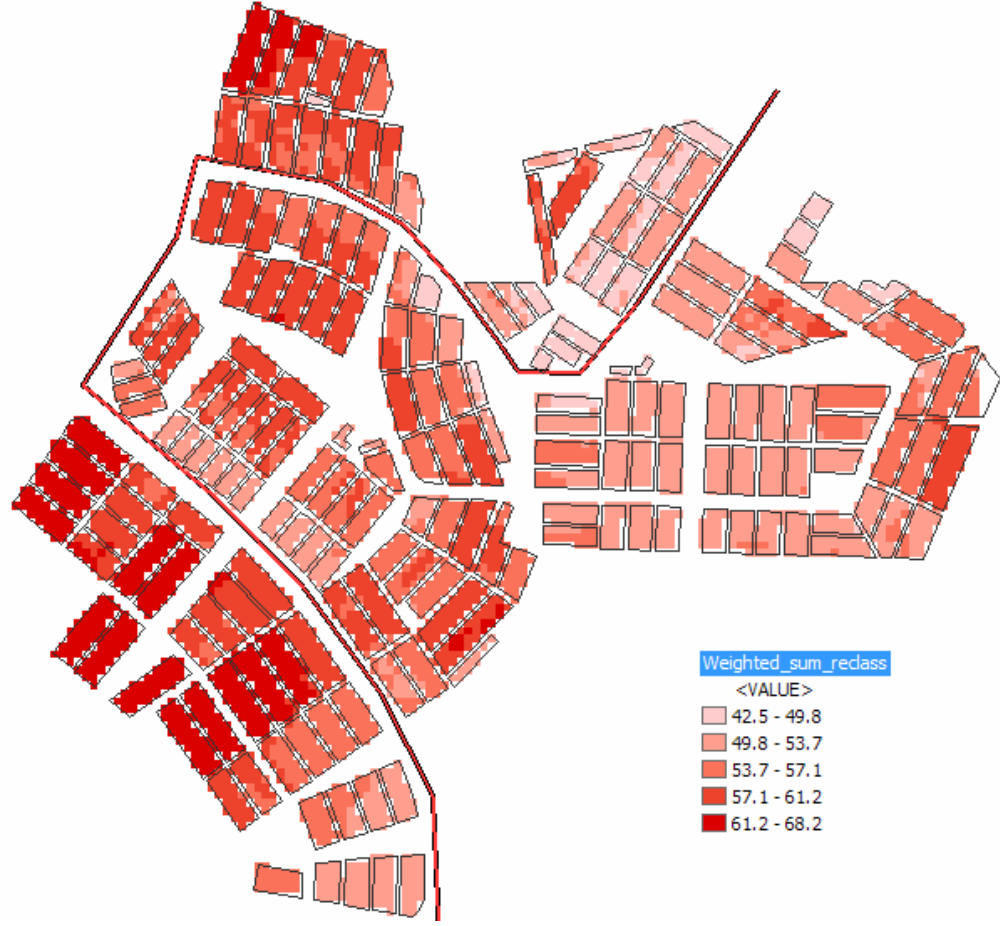 Weighted_sum_reclass
<VALUE>
42.5 - 49.8
49.8 - 53.7
53.7 - 57.1
57.1 - 61.2
61.2 - 68.2